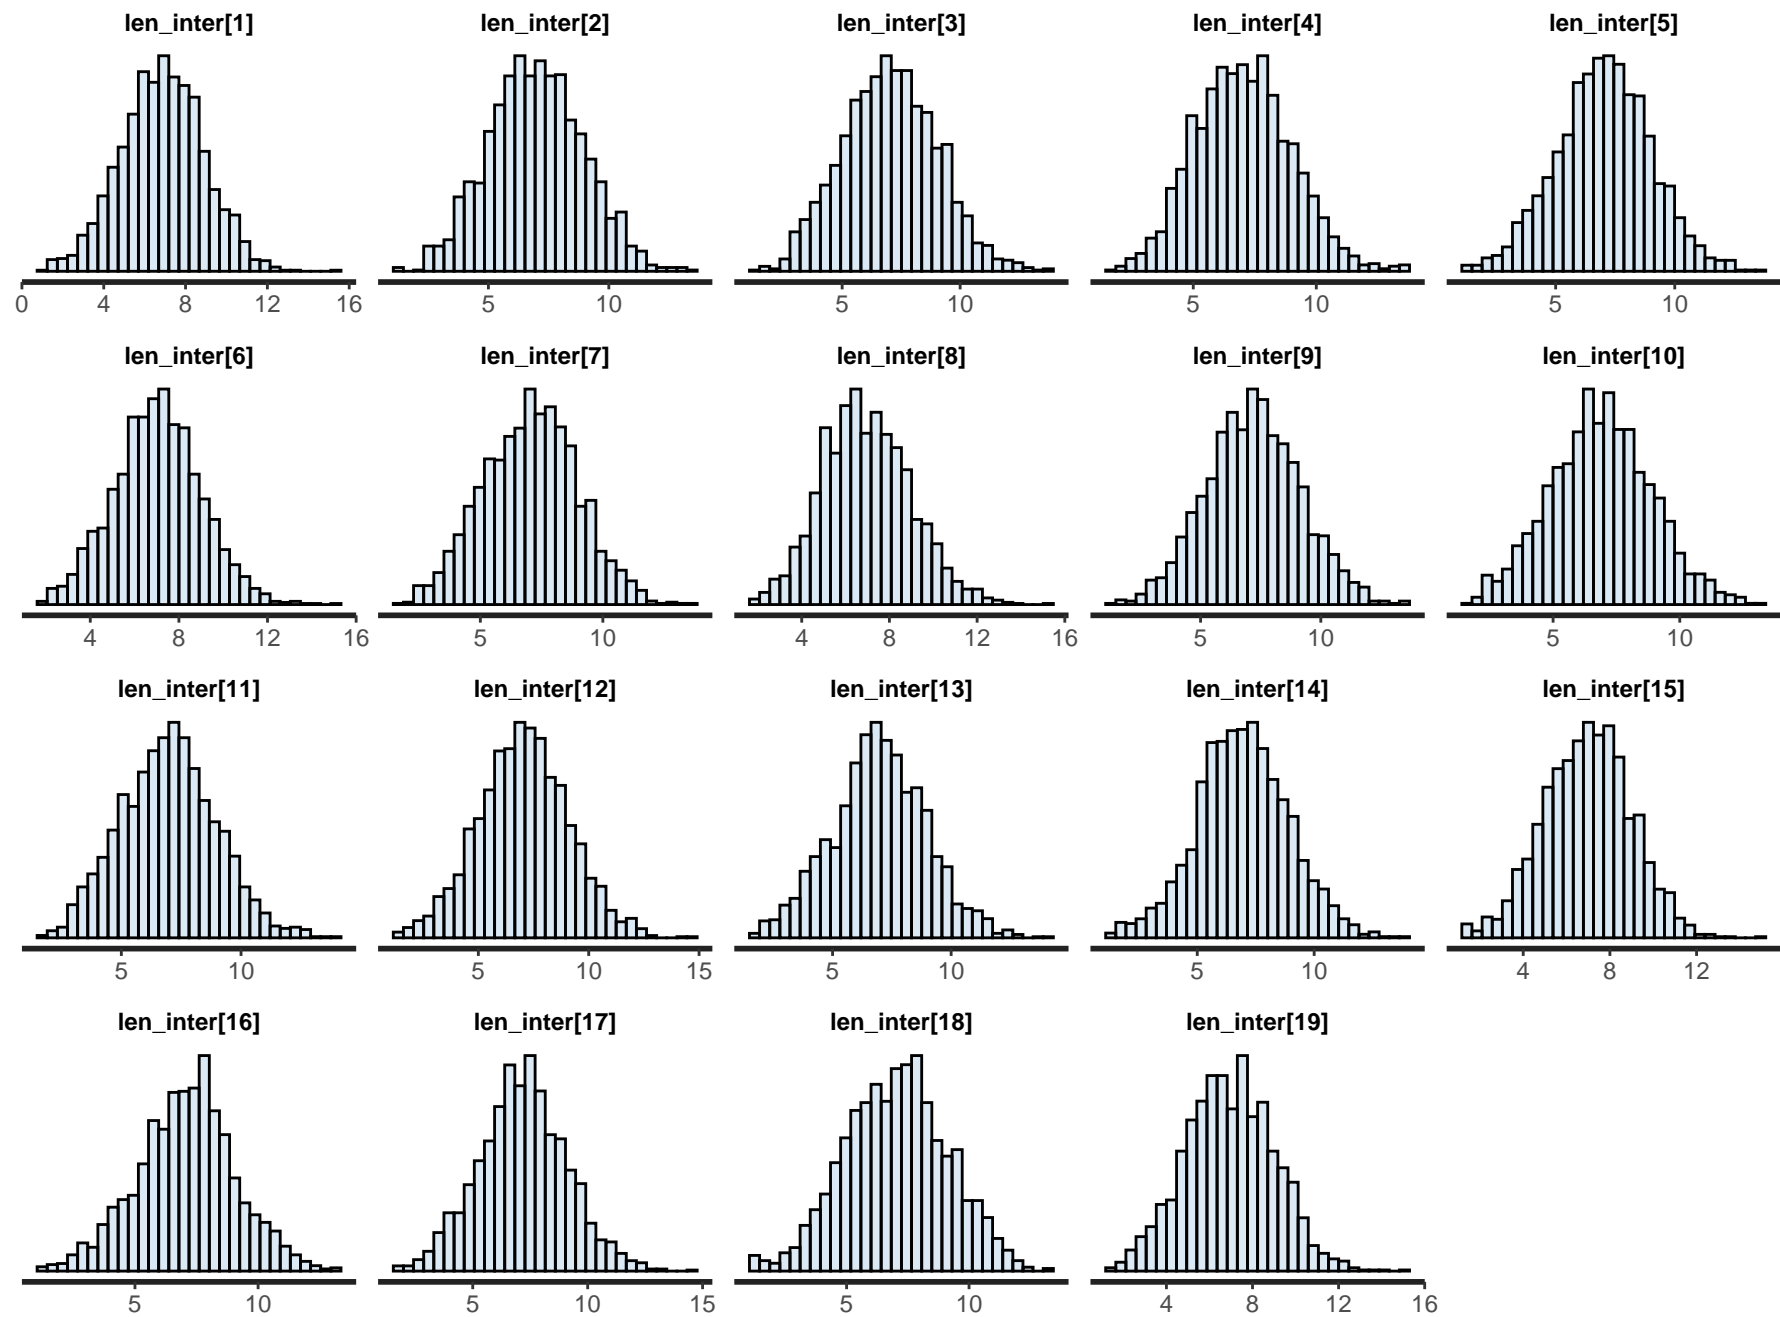 len_inter[1] len_inter[2] len_inter[3] len_inter[4] len_inter[5]
0 4 8 12 16 5 10 5 10 5 10 5 10
len_inter[6] len_inter[7] len_inter[8] len_inter[9] len_inter[10]
4 8 12 16 5 10 4 8 12 16 5 10 5 10
len_inter[11] len_inter[12] len_inter[13] len_inter[14] len_inter[15]
5 10 5 10 15 5 10 5 10 4 8 12
len_inter[16] len_inter[17] len_inter[18] len_inter[19]
5 10 5 10 15 5 10 4 8 12 16